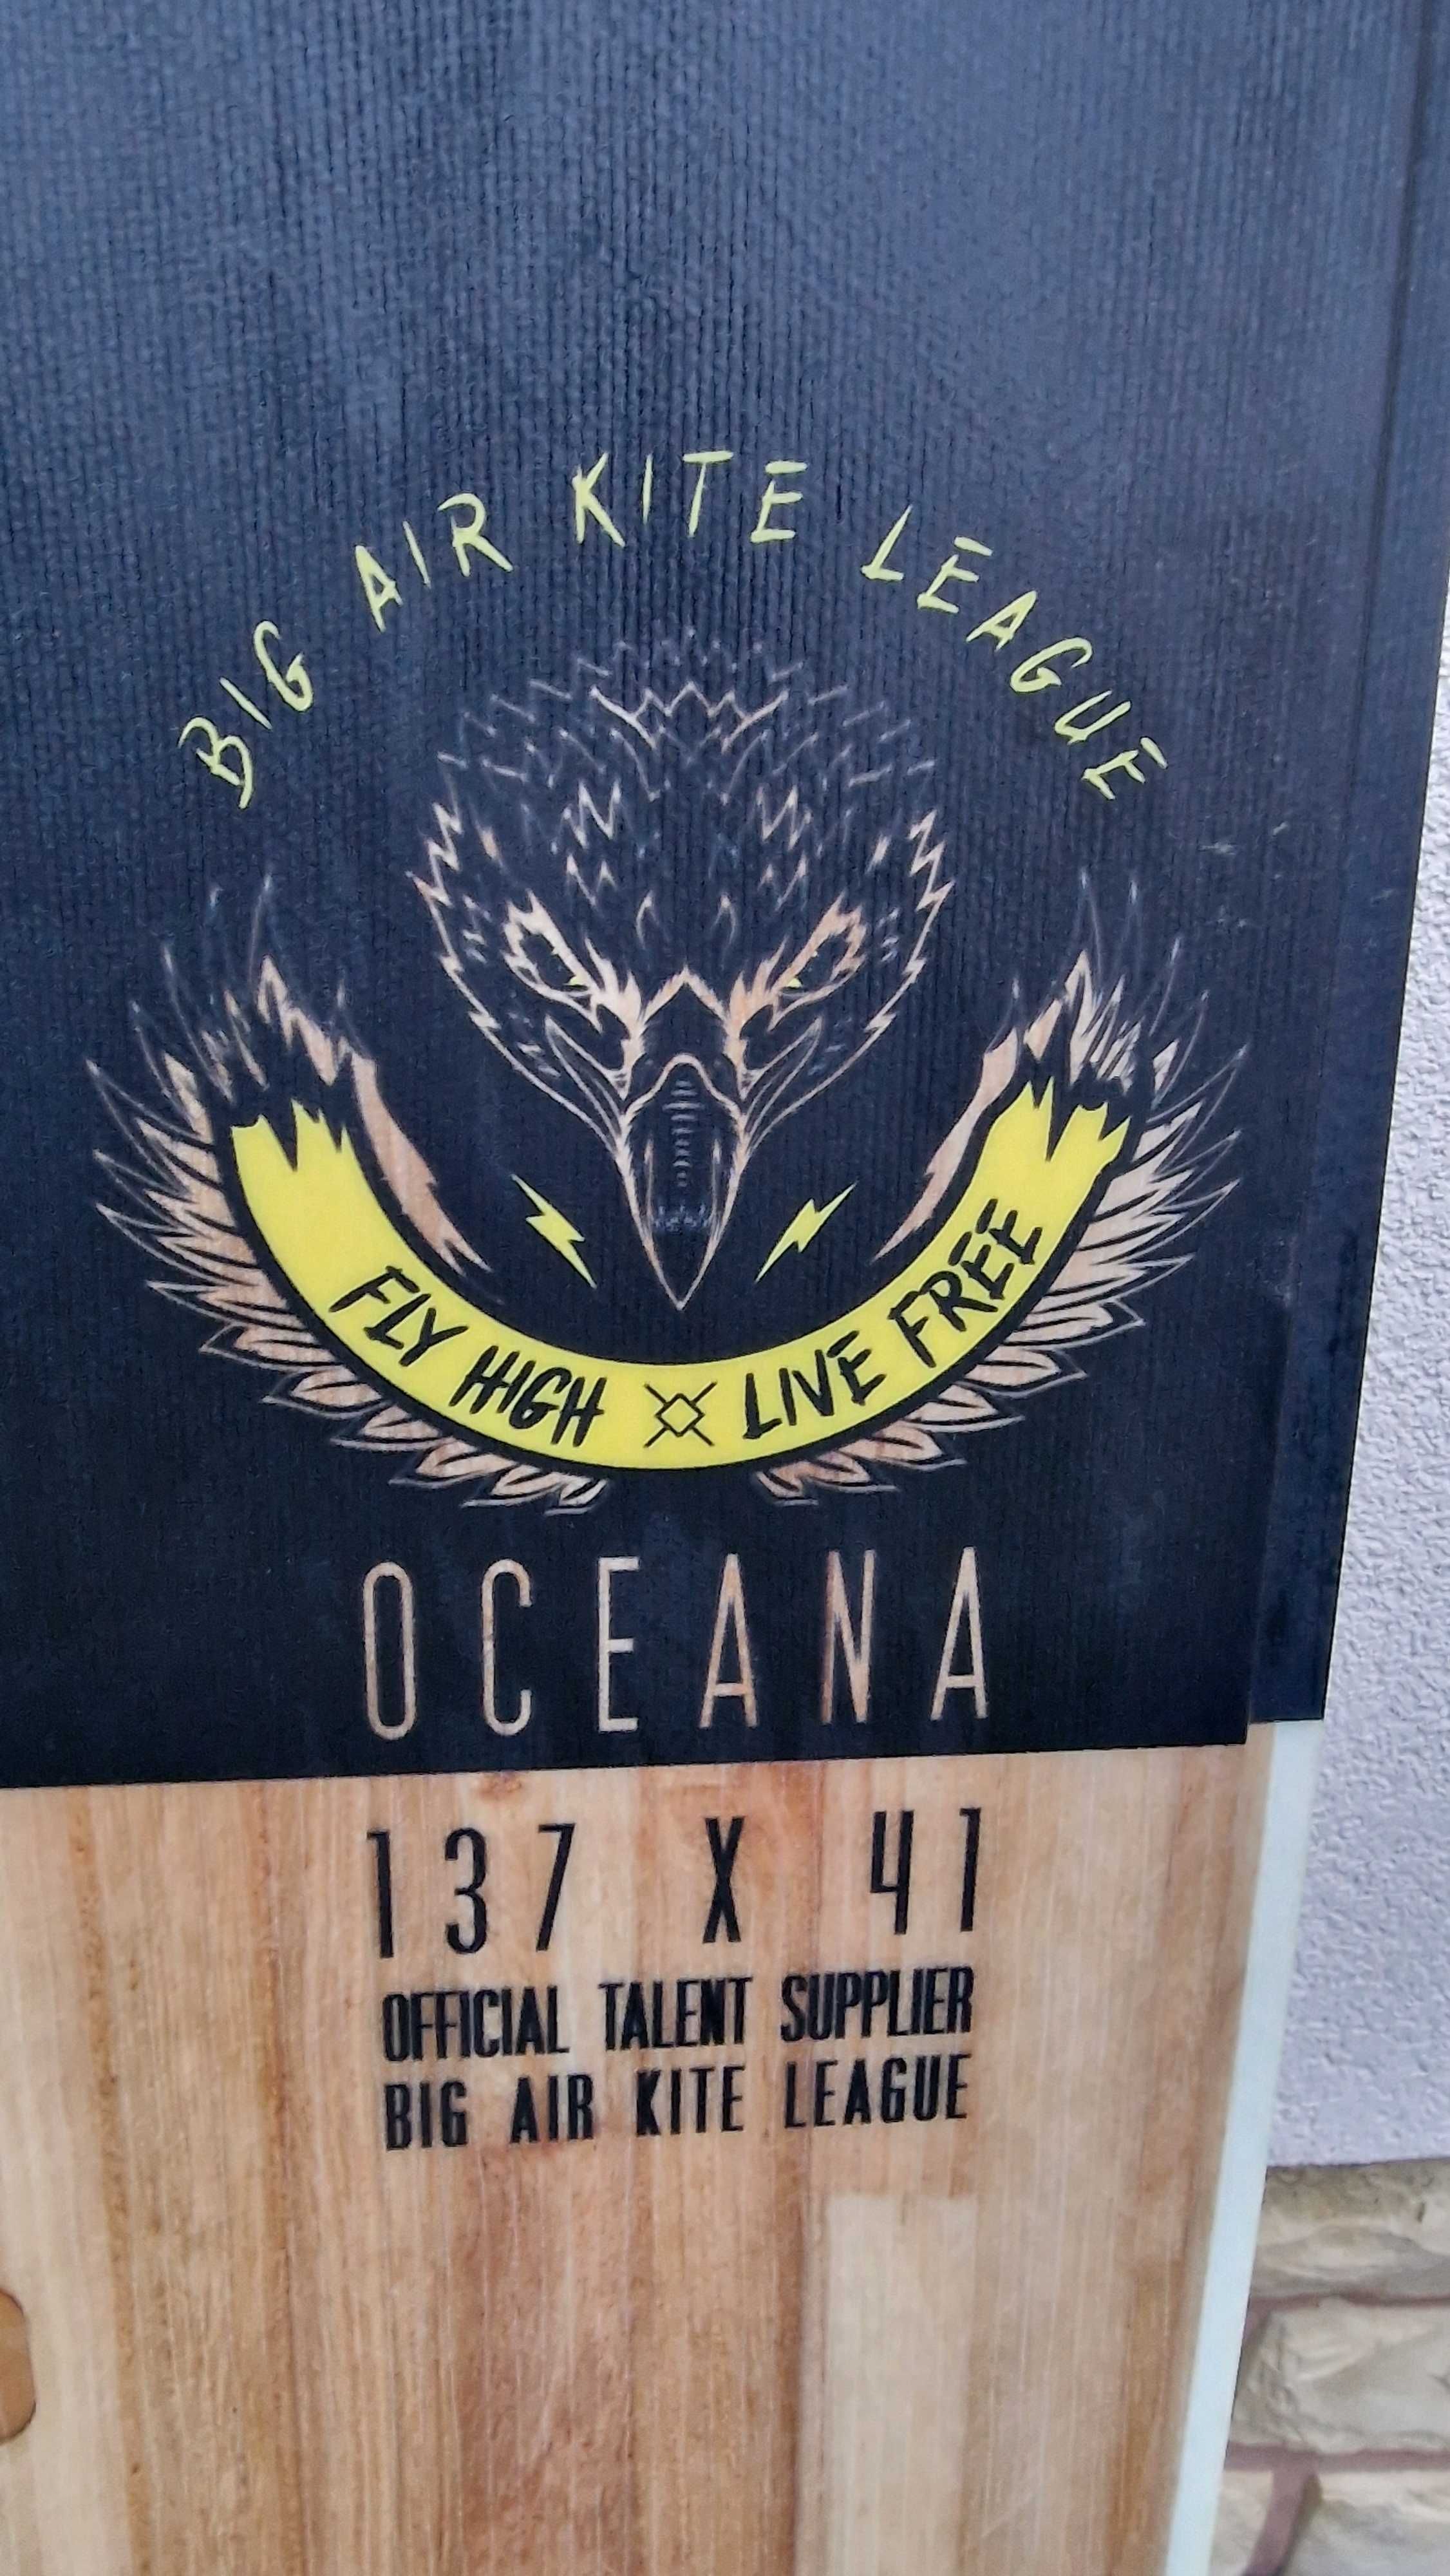 BIG AIR KITE LEAGUE
FLY HIGH LIVE FREE
OCEANA
137 X 41
OFFICIAL TALENT SUPPLIER
BIG AIR KITE LEAGUE